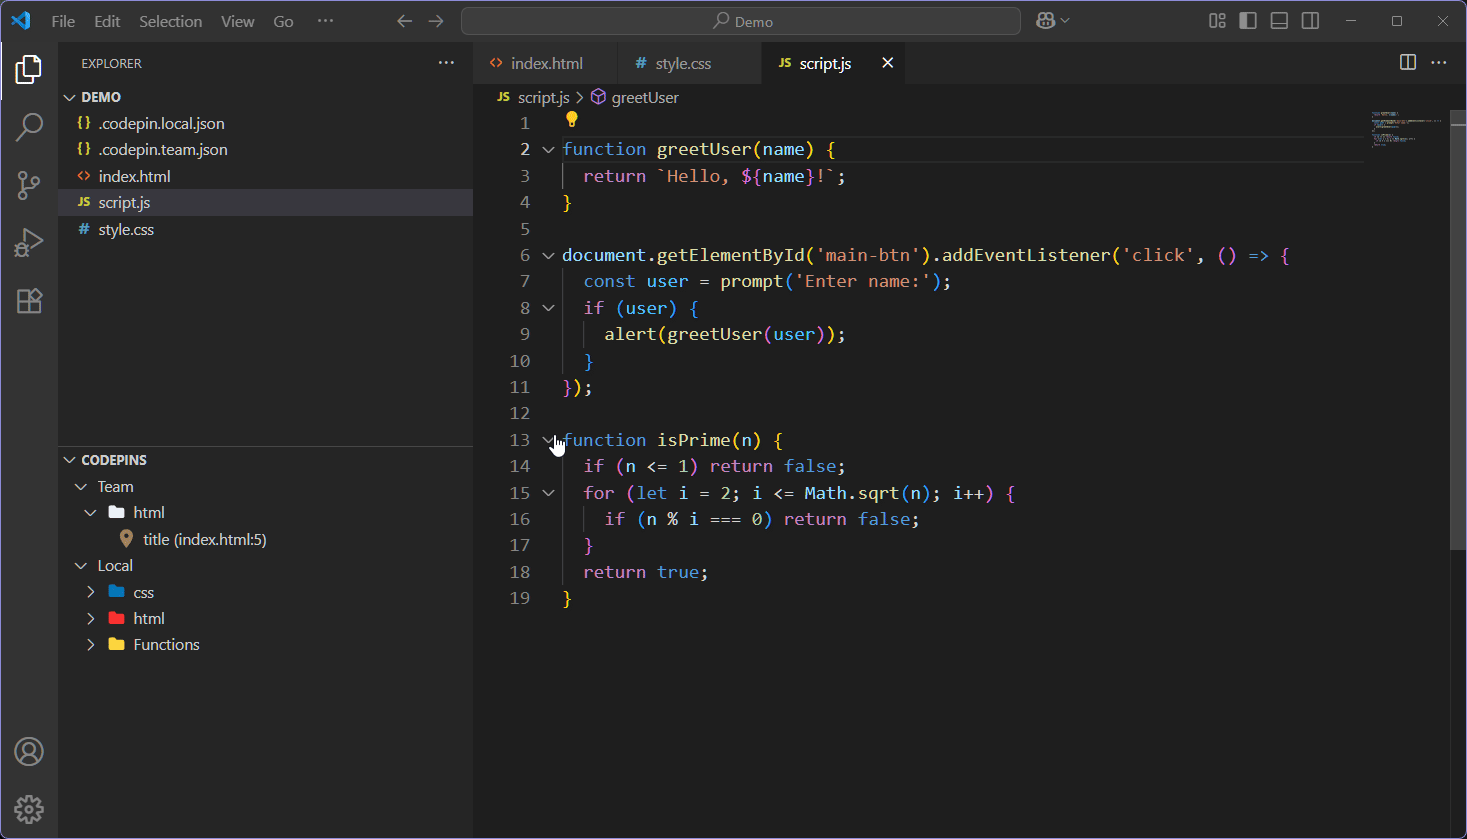 File Edit Selection View Go ···
Demo
EXPLORER ···
DEMO
{} .codepin.local.json
{} .codepin.team.json
<> index.html
JS script.js
# style.css
CODEPINS
Team
html
title (index.html:5)
Local
css
html
Functions
<> index.html # style.css JS script.js
JS script.js > greetUser
1
2 function greetUser(name) {
3 return `Hello, ${name}!`;
4 }
5
6 document.getElementById('main-btn').addEventListener('click', () => {
7 const user = prompt('Enter name:');
8 if (user) {
9 alert(greetUser(user));
10 }
11 });
12
13 function isPrime(n) {
14 if (n <= 1) return false;
15 for (let i = 2; i <= Math.sqrt(n); i++) {
16 if (n % i === 0) return false;
17 }
18 return true;
19 }